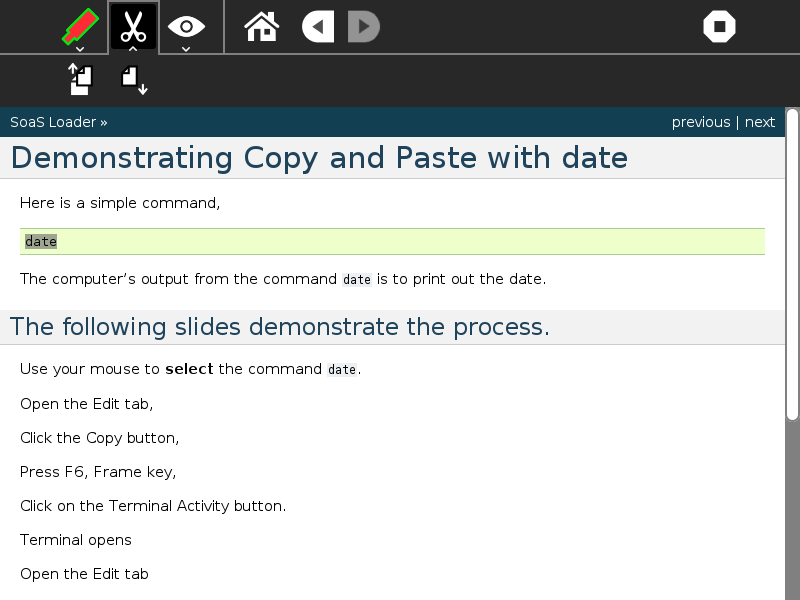 SoaS Loader »
previous | next
Demonstrating Copy and Paste with date
Here is a simple command,
date
The computer’s output from the command date is to print out the date.
The following slides demonstrate the process.
Use your mouse to select the command date.
Open the Edit tab,
Click the Copy button,
Press F6, Frame key,
Click on the Terminal Activity button.
Terminal opens
Open the Edit tab